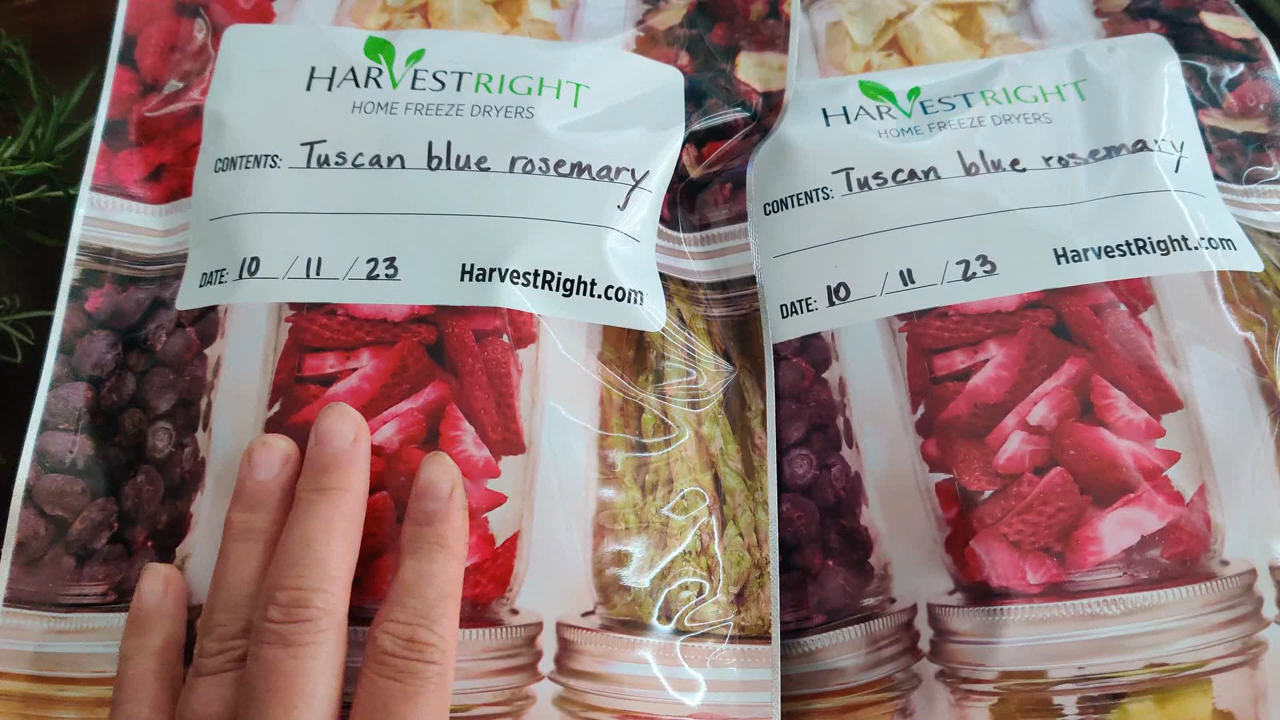 HARVESTRIGHT
HOME FREEZE DRYERS
CONTENTS: Tuscan blue rosemary
DATE: 10 / 11 / 23 HarvestRight.com
HARVESTRIGHT
HOME FREEZE DRYERS
CONTENTS: Tuscan blue rosemary
DATE: 10 / 11 / 23 HarvestRight.com